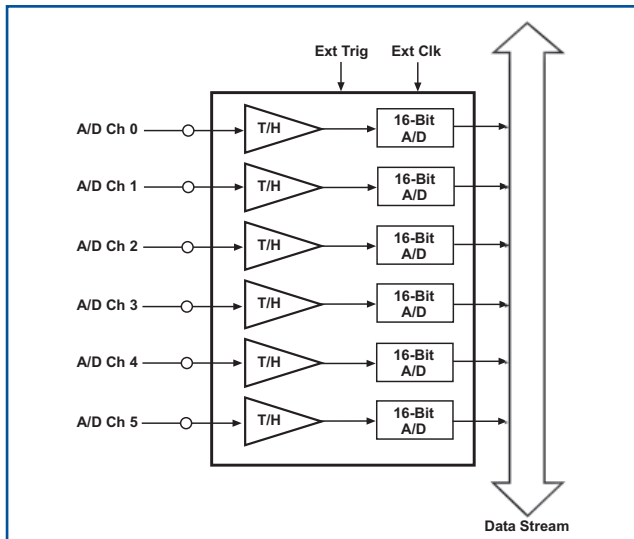 Ext Trig Ext Clk
A/D Ch 0
T/H
16-Bit
A/D
A/D Ch 1
T/H
16-Bit
A/D
A/D Ch 2
T/H
16-Bit
A/D
A/D Ch 3
T/H
16-Bit
A/D
A/D Ch 4
T/H
16-Bit
A/D
A/D Ch 5
T/H
16-Bit
A/D
Data Stream